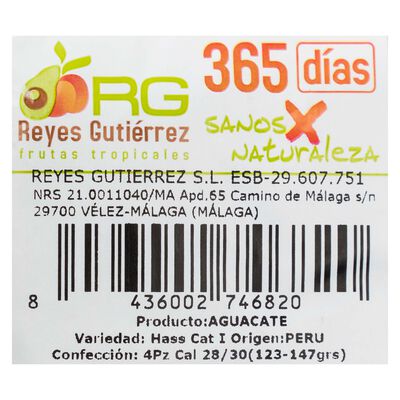 RG
Reyes Gutiérrez
frutas tropicales
365 días
SANOS X NATURALEZA
REYES GUTIERREZ S.L. ESB-29.607.751
NRS 21.0011040/MA Apd.65 Camino de Málaga s/n
29700 VÉLEZ-MÁLAGA (MÁLAGA)
8 436002 746820
Producto:AGUACATE
Variedad: Hass Cat I Origen:PERU
Confección: 4Pz Cal 28/30(123-147grs)